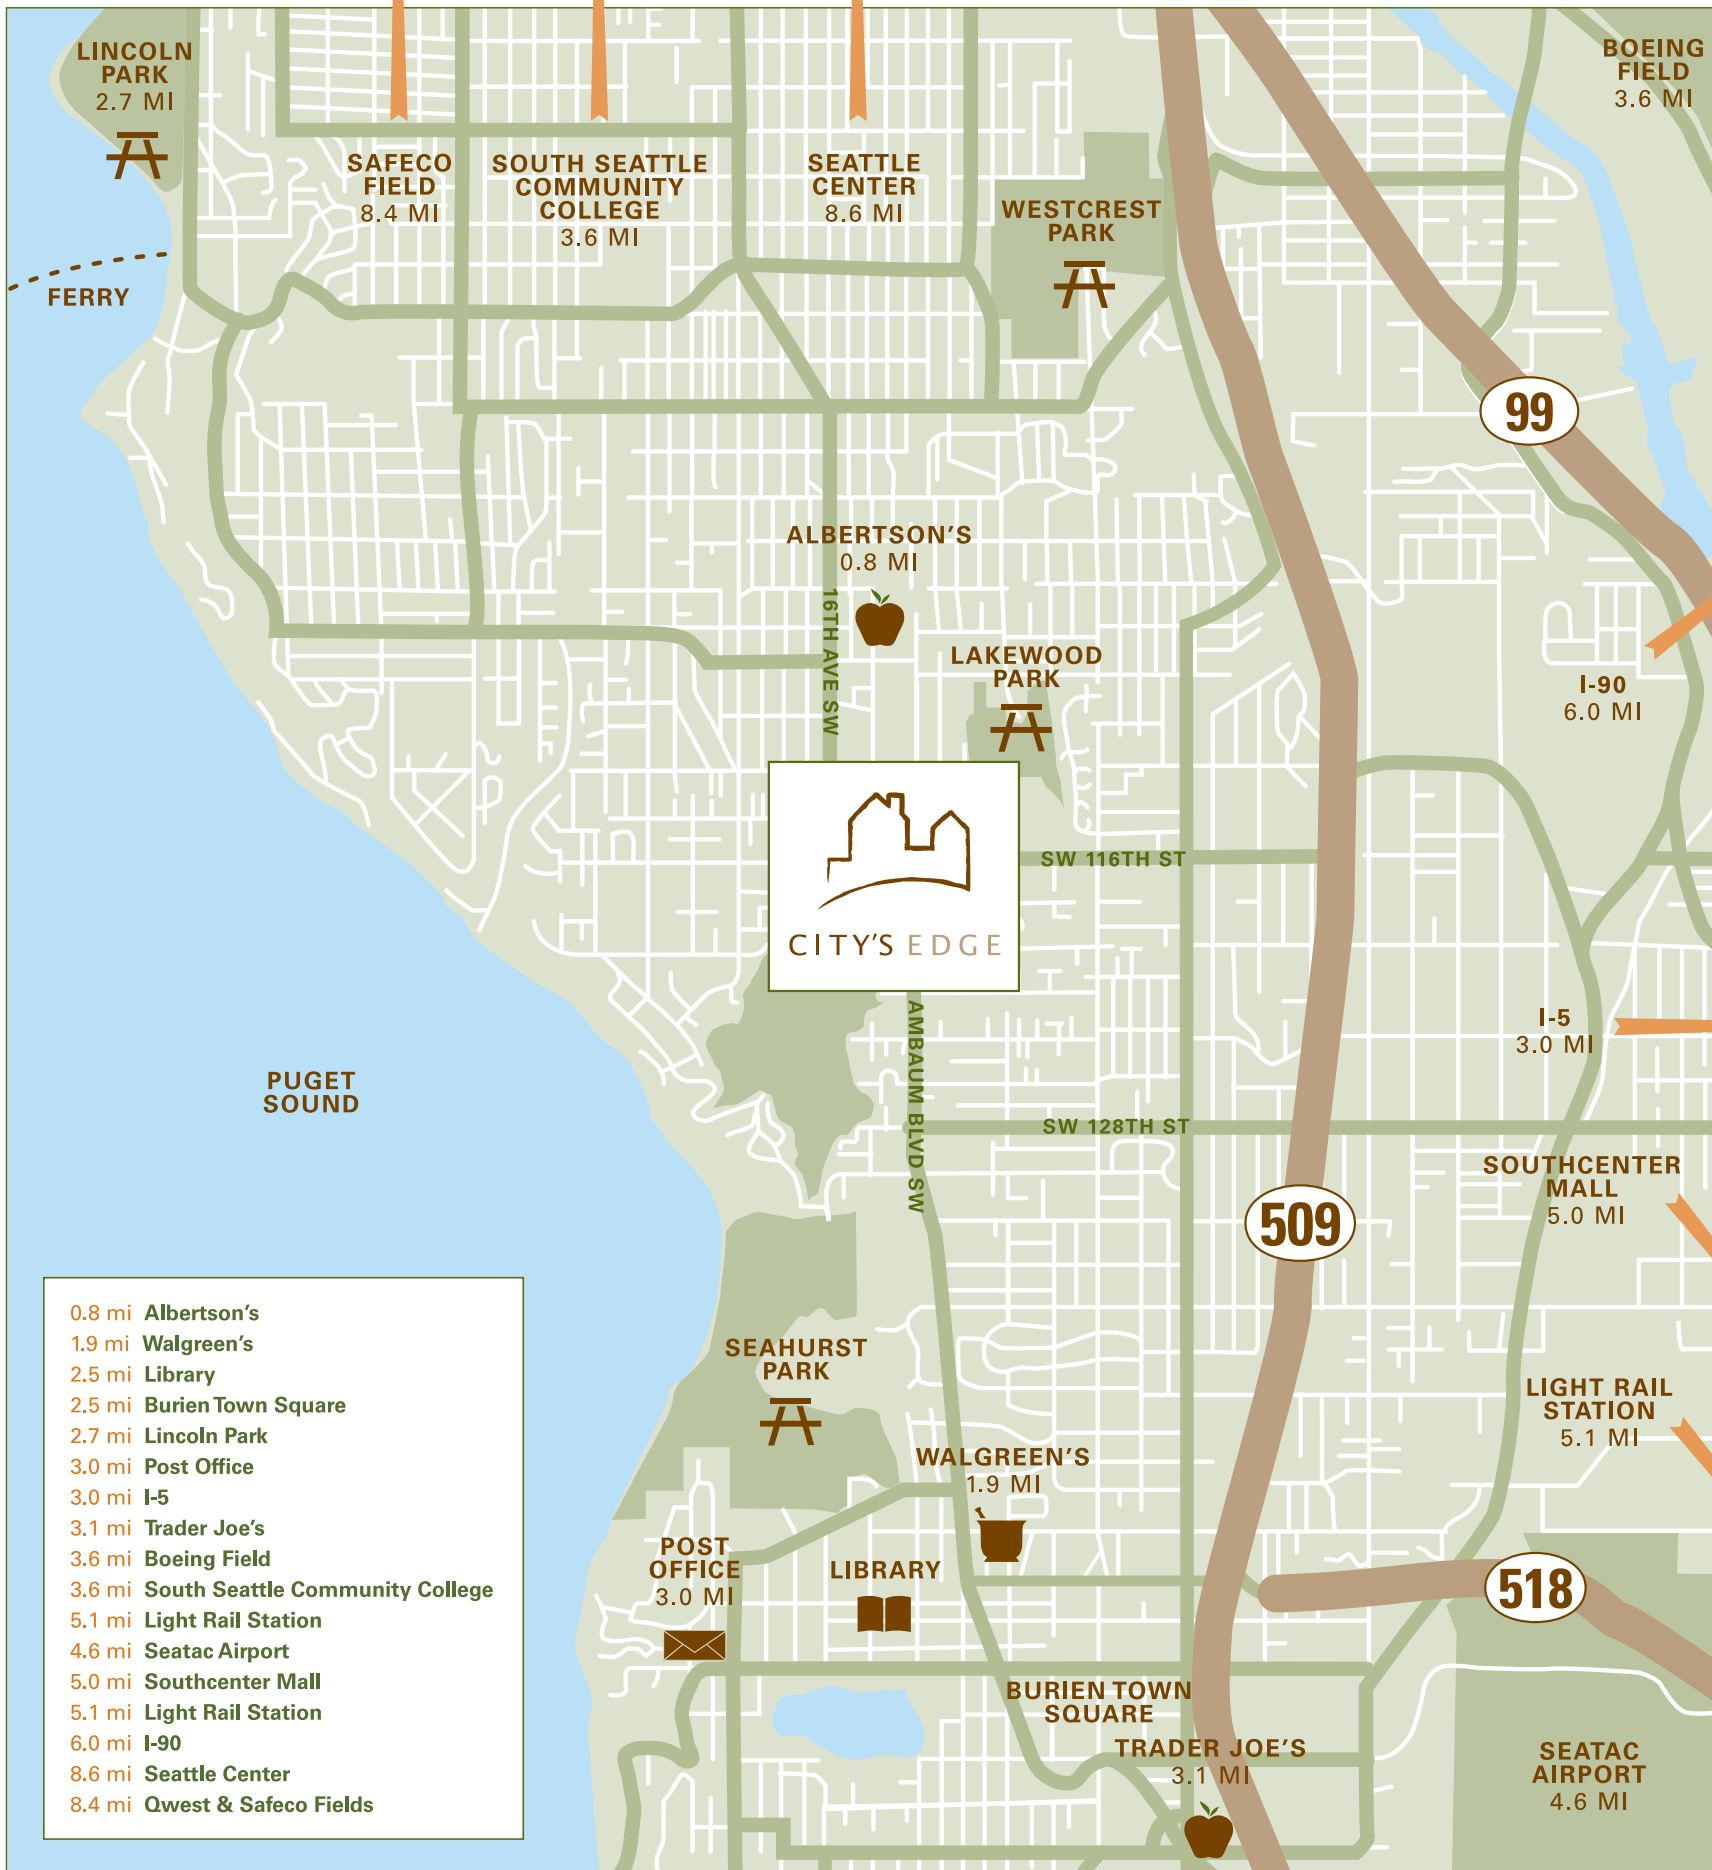 LINCOLN
PARK
2.7 MI
SAFECO
FIELD
8.4 MI
SOUTH SEATTLE
COMMUNITY
COLLEGE
3.6 MI
SEATTLE
CENTER
8.6 MI
WESTCREST
PARK
BOEING
FIELD
3.6 MI
FERRY
99
ALBERTSON'S
0.8 MI
16TH AVE SW
LAKEWOOD
PARK
I-90
6.0 MI
CITY'S EDGE
SW 116TH ST
AMBAUM BLVD SW
I-5
3.0 MI
PUGET
SOUND
SW 128TH ST
SOUTHCENTER
MALL
5.0 MI
509
SEAHURST
PARK
LIGHT RAIL
STATION
5.1 MI
WALGREEN'S
1.9 MI
POST
OFFICE
3.0 MI
LIBRARY
518
BURIEN TOWN
SQUARE
TRADER JOE'S
3.1 MI
SEATAC
AIRPORT
4.6 MI
0.8 mi Albertson's
1.9 mi Walgreen's
2.5 mi Library
2.5 mi Burien Town Square
2.7 mi Lincoln Park
3.0 mi Post Office
3.0 mi I-5
3.1 mi Trader Joe's
3.6 mi Boeing Field
3.6 mi South Seattle Community College
5.1 mi Light Rail Station
4.6 mi Seatac Airport
5.0 mi Southcenter Mall
5.1 mi Light Rail Station
6.0 mi I-90
8.6 mi Seattle Center
8.4 mi Qwest & Safeco Fields